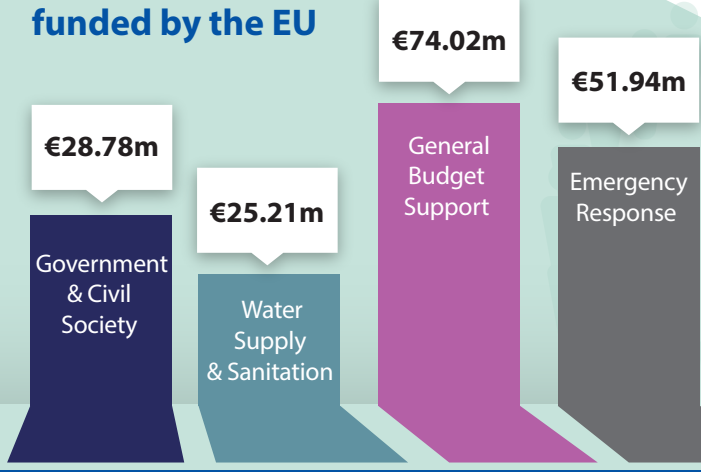 funded by the EU
€28.78m
Government
& Civil
Society
€25.21m
Water
Supply
& Sanitation
€74.02m
General
Budget
Support
€51.94m
Emergency
Response